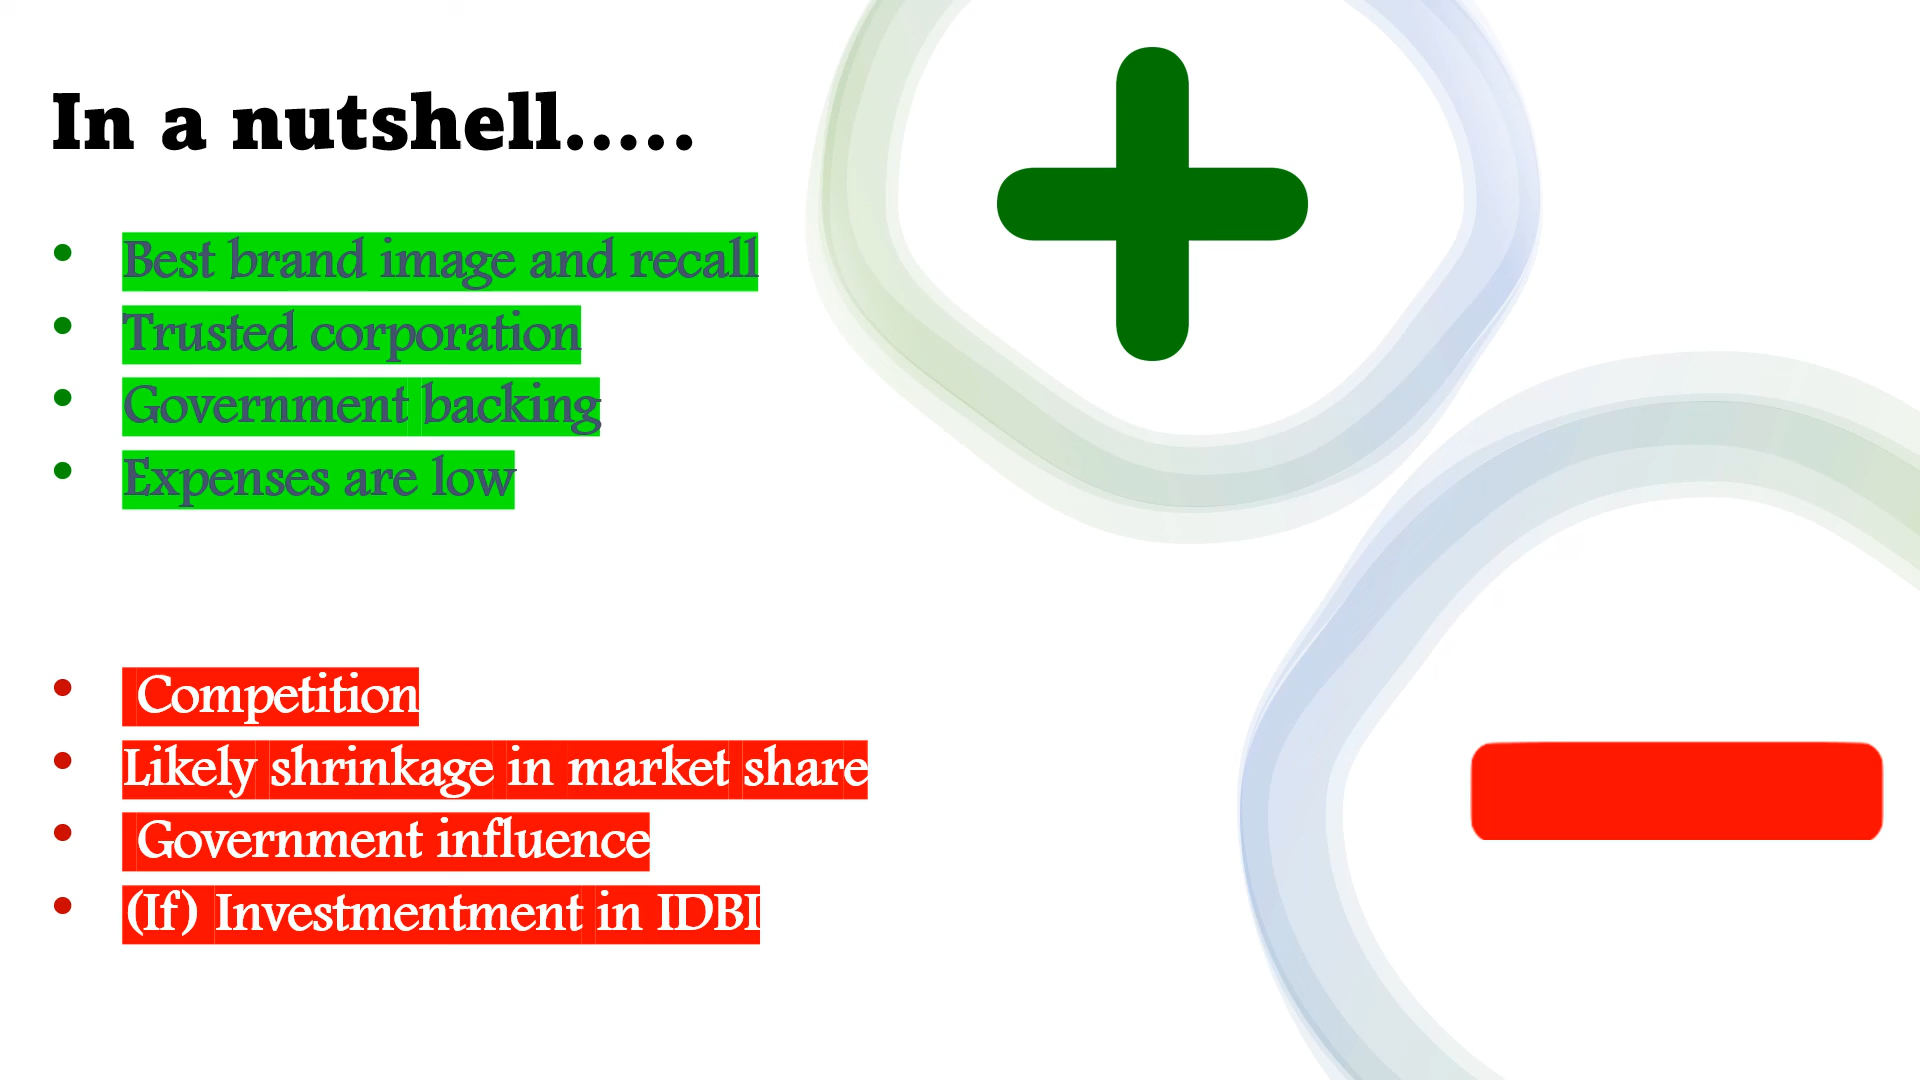 In a nutshell.....
• Best brand image and recall
• Trusted corporation
• Government backing
• Expenses are low
• Competition
• Likely shrinkage in market share
• Government influence
• (If) Investmentment in IDBI